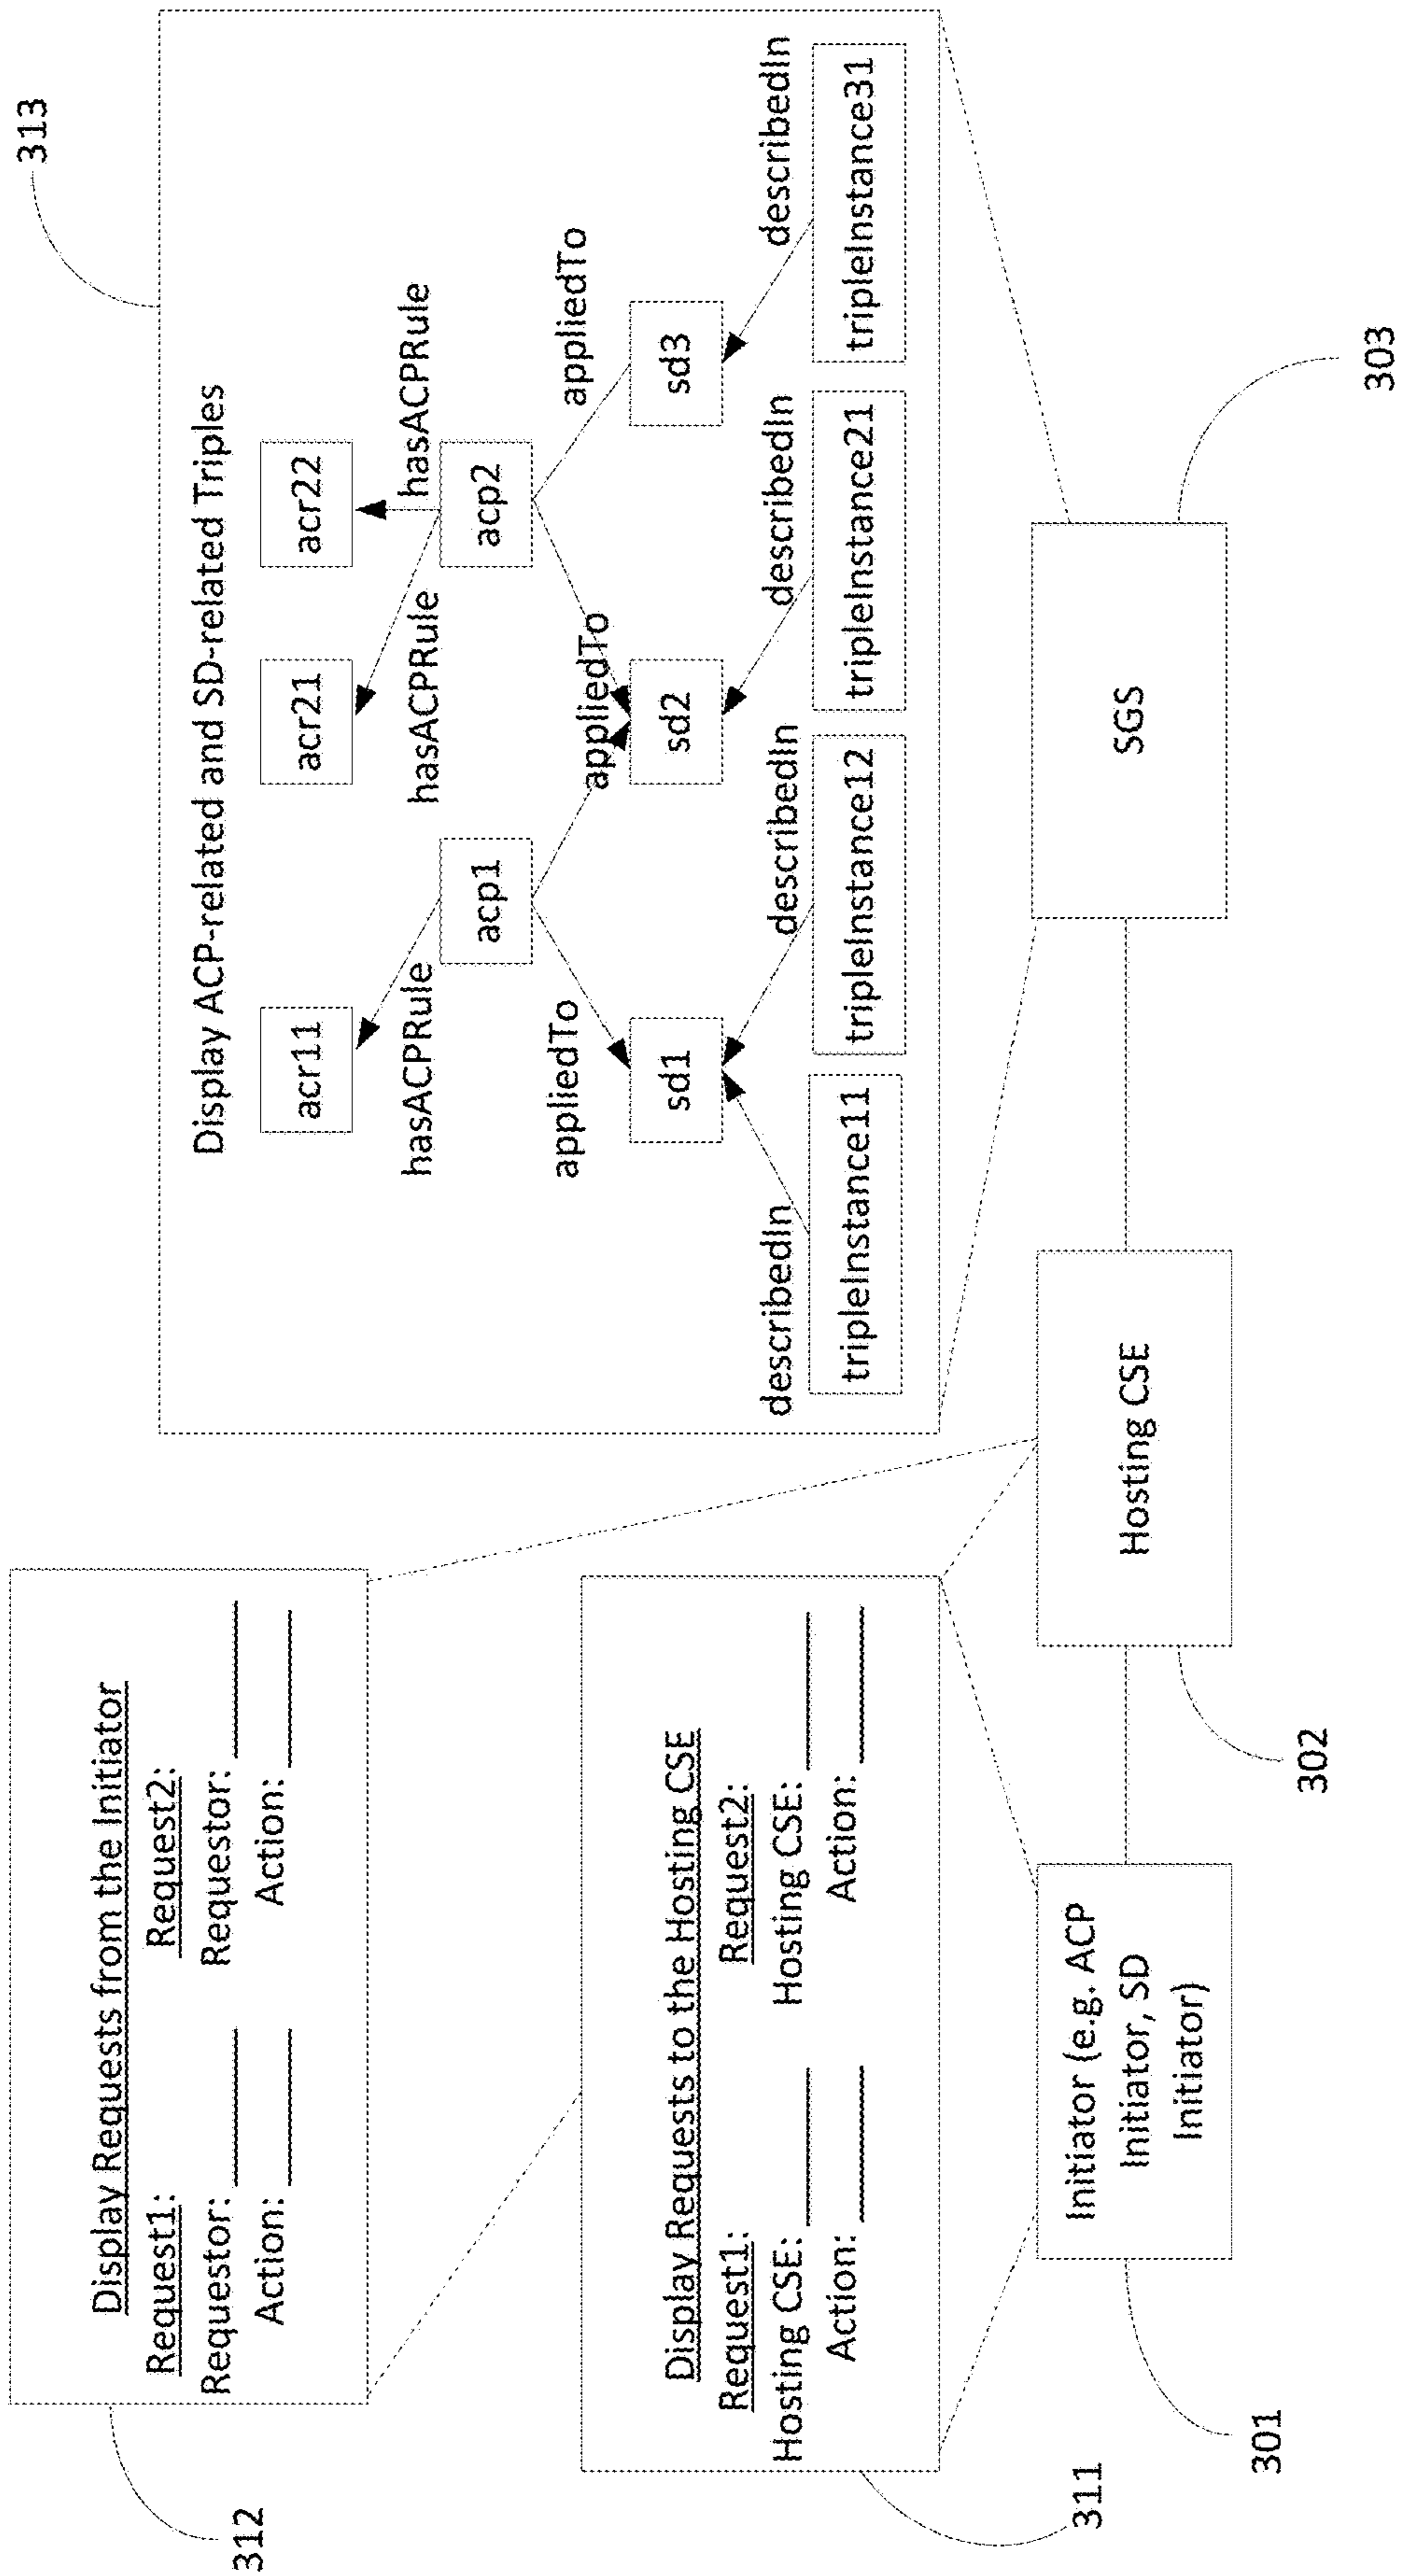 312
Display Requests from the Initiator
Request1:
Requestor:
Action:
Request2:
Requestor:
Action:
311
Display Requests to the Hosting CSE
Request1:
Hosting CSE:
Action:
Request2:
Hosting CSE:
Action:
313
Display ACP-related and SD-related Triples
acr11
acr21
acr22
hasACPRule
hasACPRule
hasACPRule
acp1
acp2
appliedTo
appliedTo
appliedTo
sd1
sd2
sd3
describedIn
describedIn
describedIn
describedIn
tripleInstance11
tripleInstance12
tripleInstance21
tripleInstance31
Initiator (e.g. ACP
Initiator, SD
Initiator)
Hosting CSE
SGS
301
302
303